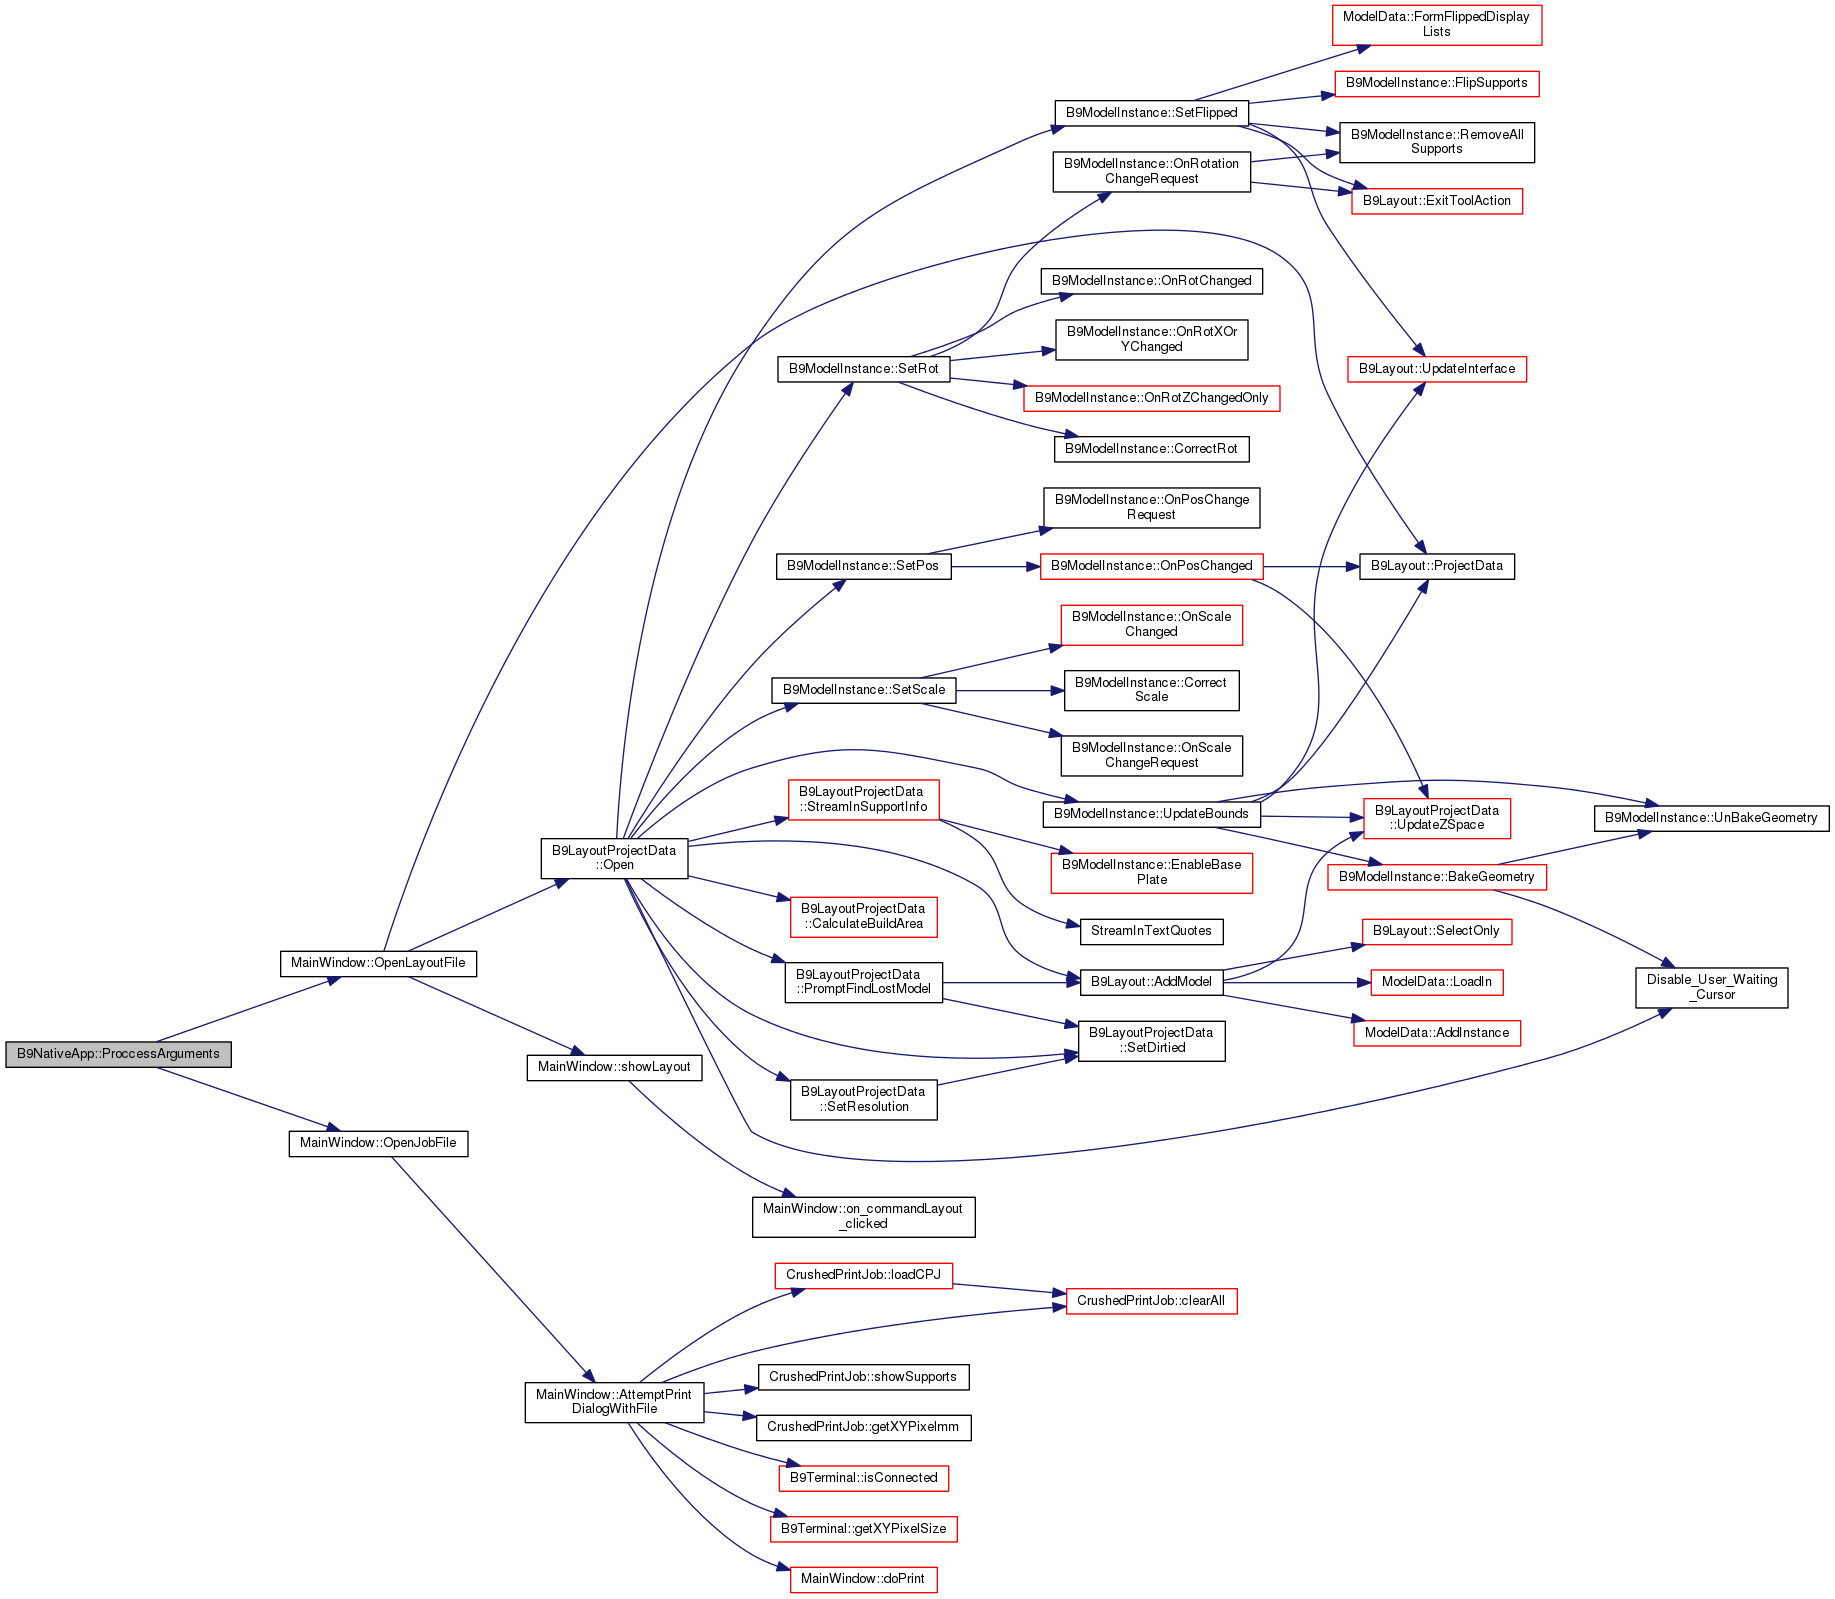 ModelData::FormFlippedDisplay
Lists
B9ModelInstance::FlipSupports
B9ModelInstance::SetFlipped
B9ModelInstance::RemoveAll
Supports
B9ModelInstance::OnRotation
ChangeRequest
B9Layout::ExitToolAction
B9ModelInstance::OnRotChanged
B9ModelInstance::OnRotXOr
YChanged
B9ModelInstance::SetRot
B9Layout::UpdateInterface
B9ModelInstance::OnRotZChangedOnly
B9ModelInstance::CorrectRot
B9ModelInstance::OnPosChange
Request
B9ModelInstance::SetPos
B9ModelInstance::OnPosChanged
B9Layout::ProjectData
B9ModelInstance::OnScale
Changed
B9ModelInstance::SetScale
B9ModelInstance::Correct
Scale
B9ModelInstance::OnScale
ChangeRequest
B9LayoutProjectData
::StreamInSupportInfo
B9ModelInstance::UpdateBounds
B9LayoutProjectData
::UpdateZSpace
B9ModelInstance::UnBakeGeometry
B9LayoutProjectData
::Open
B9ModelInstance::EnableBase
Plate
B9ModelInstance::BakeGeometry
B9LayoutProjectData
::CalculateBuildArea
StreamInTextQuotes
B9Layout::SelectOnly
MainWindow::OpenLayoutFile
B9LayoutProjectData
::PromptFindLostModel
B9Layout::AddModel
ModelData::LoadIn
Disable_User_Waiting
_Cursor
B9NativeApp::ProccessArguments
B9LayoutProjectData
::SetDirtied
ModelData::AddInstance
MainWindow::showLayout
B9LayoutProjectData
::SetResolution
MainWindow::OpenJobFile
MainWindow::on_commandLayout
_clicked
CrushedPrintJob::loadCPJ
CrushedPrintJob::clearAll
CrushedPrintJob::showSupports
MainWindow::AttemptPrint
DialogWithFile
CrushedPrintJob::getXYPixelmm
B9Terminal::isConnected
B9Terminal::getXYPixelSize
MainWindow::doPrint